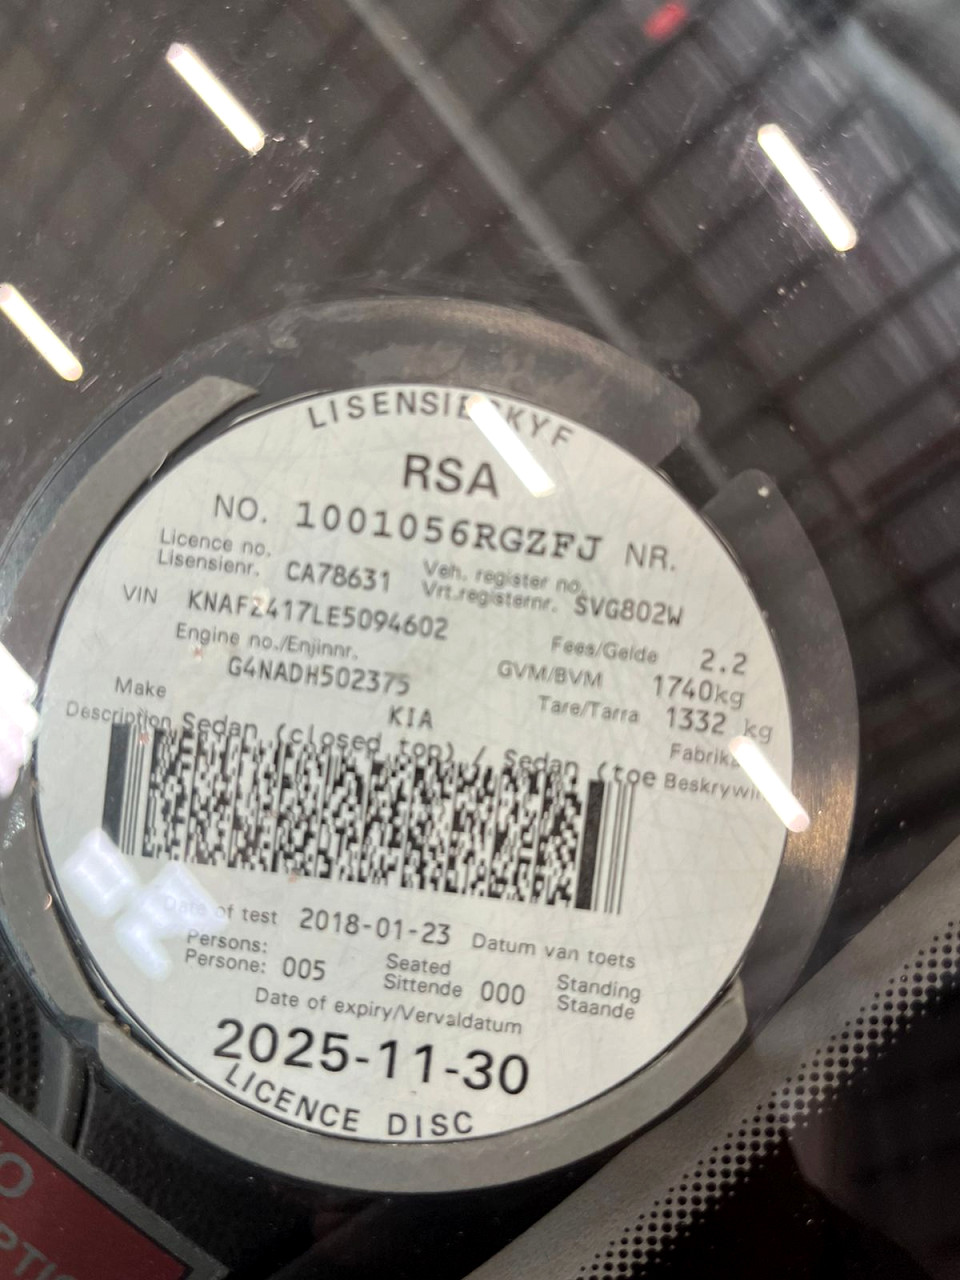 LISENSIERSKYF
RSA
NO. 1001056RGZFJ NR.
Licence no. Lisensienr. CA78631 Veh. register no. Vrt.registernr. SVG802W
VIN KNAFZ417LE5094602
Engine no./Enjinnr. Fees/Gelde 2.2
G4NADH502375 GVM/BVM 1740kg
Make KIA Tare/Tarra 1332 kg
Description Sedan (closed top) / Sedan (toe Beskrywin
Date of test 2018-01-23 Datum van toets
Persons:
Persone: 005 Seated Sittende 000 Standing Staande
Date of expiry/Vervaldatum
2025-11-30
LICENCE DISC